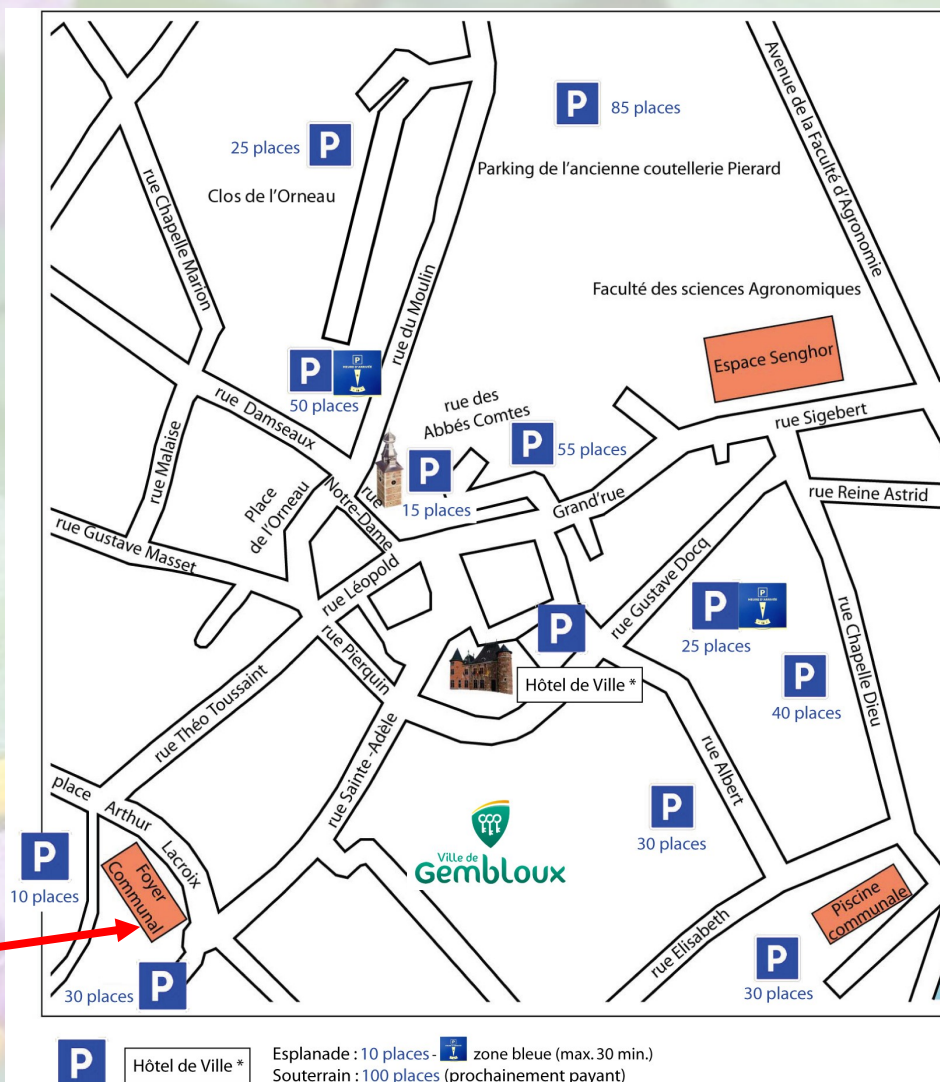 Avenue de la Faculté d'Agronomie
P
85 places
25 places
P
Parking de l'ancienne coutellerie Pierard
Clos de l'Orneau
rue Chapelle Marion
rue du Moulin
Faculté des sciences Agronomiques
Espace Senghor
P
P
50 places
rue Damseaux
rue des
Abbés Comtes
rue Sigebert
P
55 places
P
15 places
rue Malaise
Place
de l'Orneau
rue
Notre-Dame
Grand'rue
rue Reine Astrid
rue Gustave Masset
rue Léopold
rue Gustave Docq
P
P
25 places
P
rue Pierquin
Hôtel de Ville *
P
40 places
rue Chapelle Dieu
rue Théo Toussaint
rue Sainte-Adèle
rue Albert
place
Arthur
Lacroix
P
30 places
Ville de
Gembloux
P
10 places
Foyer
Communal
Piscine
communale
rue Elisabeth
P
30 places
P
30 places
P
Hôtel de Ville *
Esplanade : 10 places - zone bleue (max. 30 min.)
Souterrain : 100 places (prochainement payant)